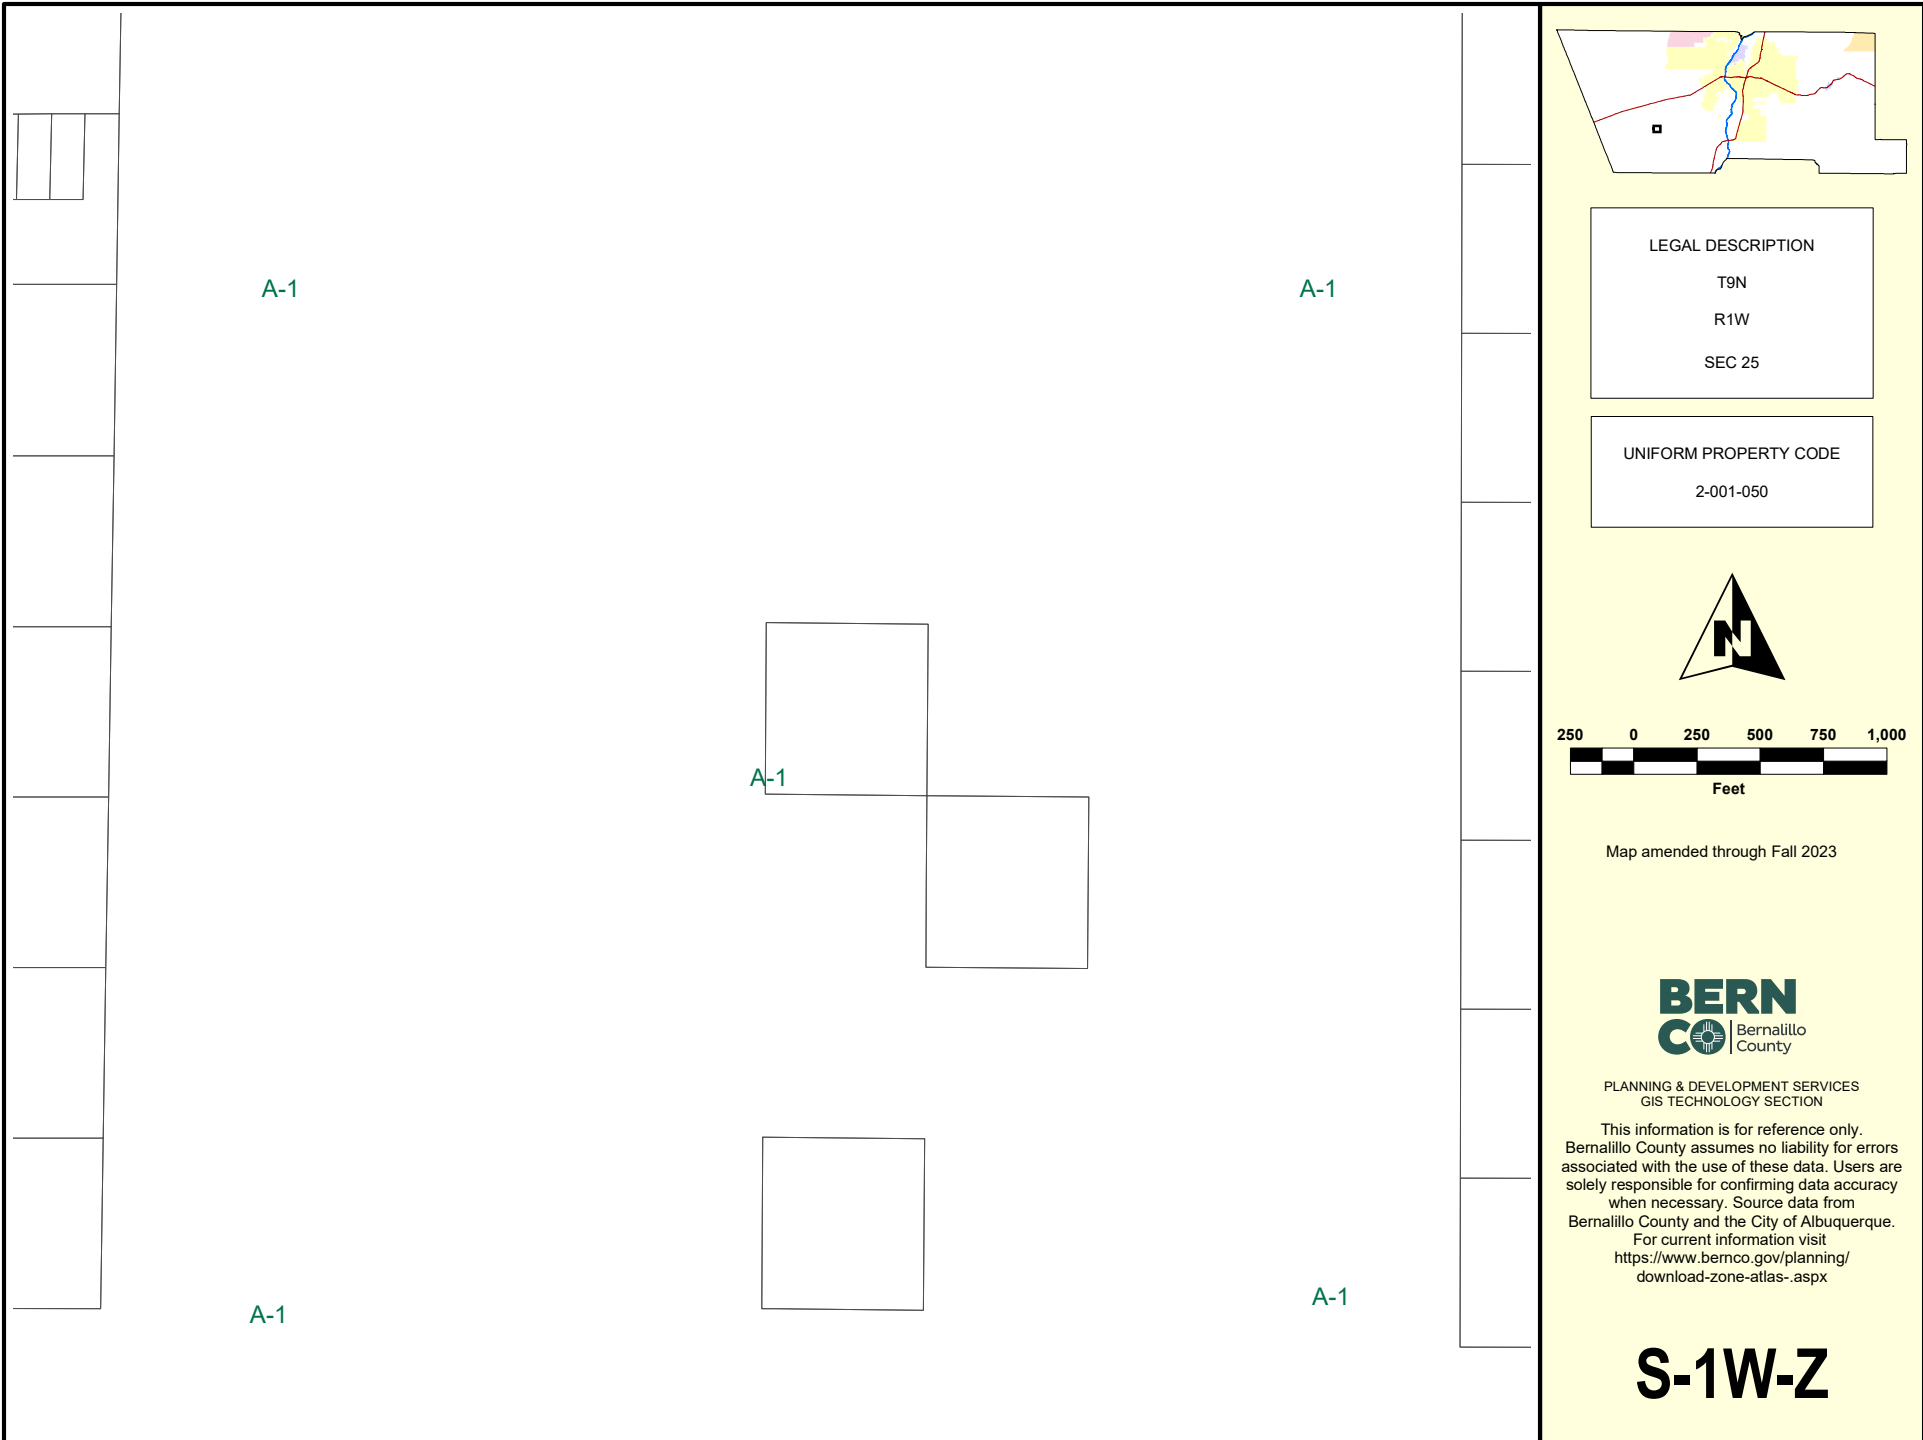 A-1
A-1
A-1
A-1
A-1
LEGAL DESCRIPTION
T9N
R1W
SEC 25
UNIFORM PROPERTY CODE
2-001-050
N
250 0 250 500 750 1,000
Feet
Map amended through Fall 2023
BERN
CO Bernalillo
County
PLANNING & DEVELOPMENT SERVICES
GIS TECHNOLOGY SECTION
This information is for reference only.
Bernalillo County assumes no liability for errors
associated with the use of these data. Users are
solely responsible for confirming data accuracy
when necessary. Source data from
Bernalillo County and the City of Albuquerque.
For current information visit
https://www.bernco.gov/planning/
download-zone-atlas-.aspx
S-1W-Z